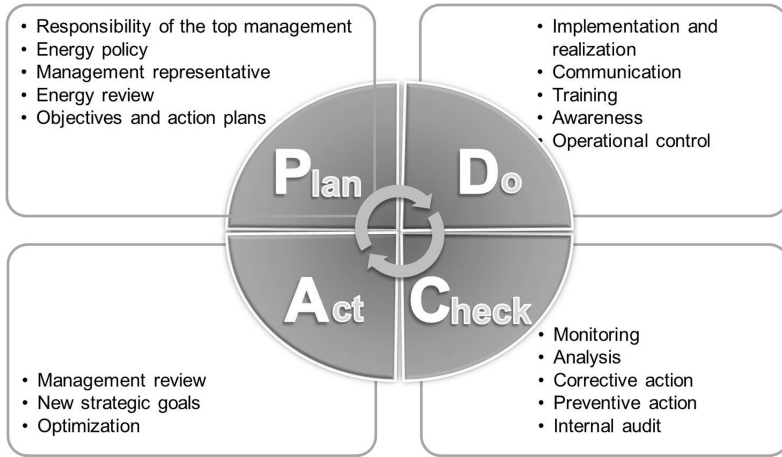 • Responsibility of the top management
• Energy policy
• Management representative
• Energy review
• Objectives and action plans
• Implementation and
realization
• Communication
• Training
• Awareness
• Operational control
Plan
Do
Act
Check
• Management review
• New strategic goals
• Optimization
• Monitoring
• Analysis
• Corrective action
• Preventive action
• Internal audit